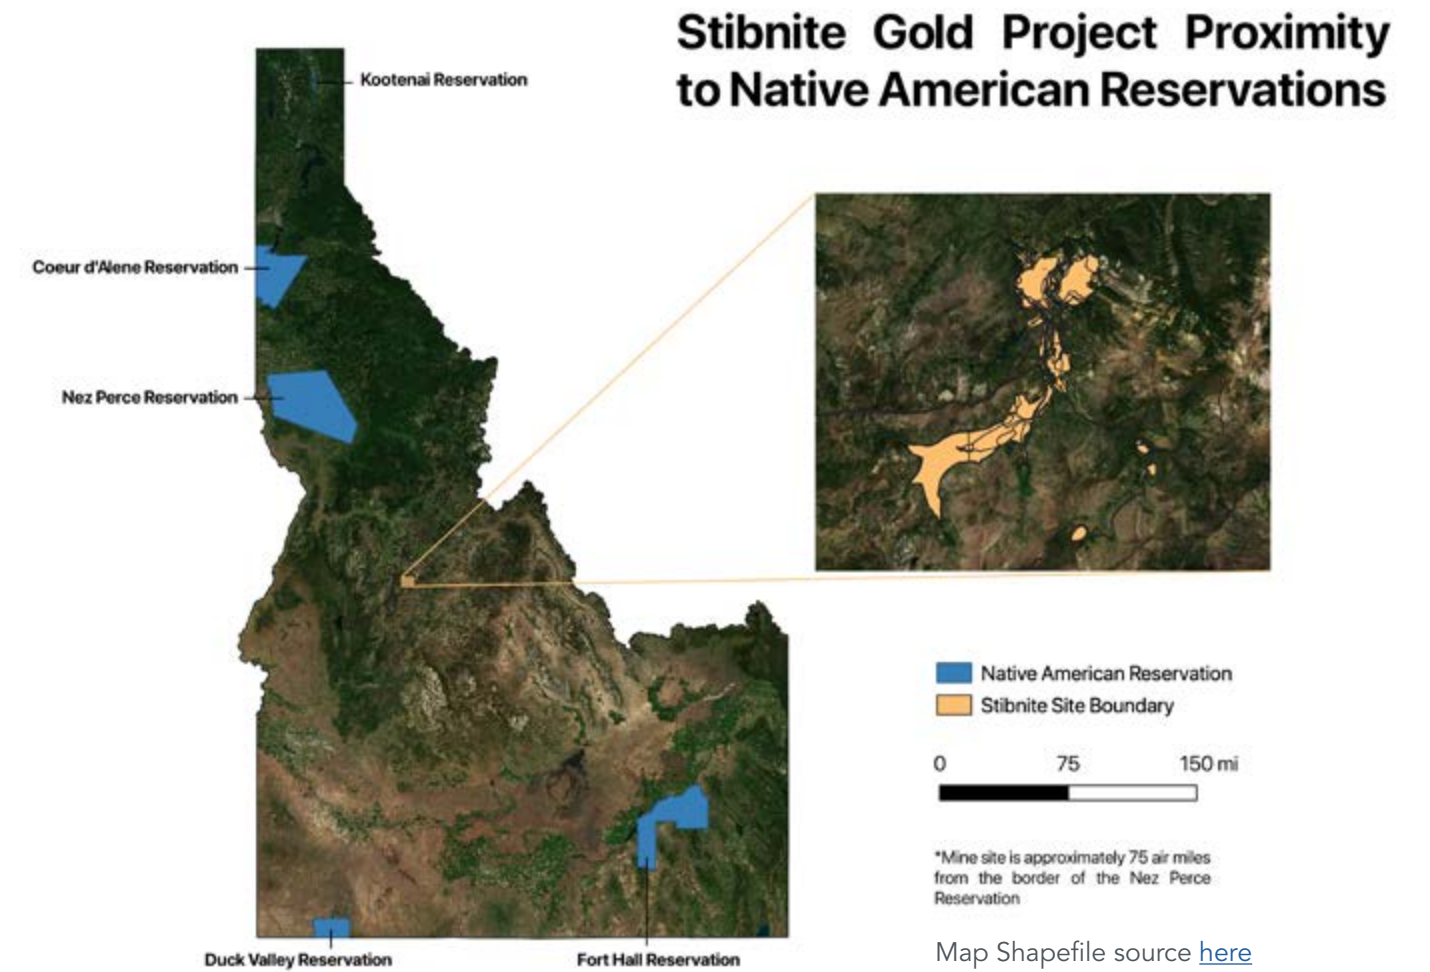 Stibnite Gold Project Proximity
to Native American Reservations
Kootenai Reservation
Coeur d'Alene Reservation
Nez Perce Reservation
Native American Reservation
Stibnite Site Boundary
0 75 150 mi
*Mine site is approximately 75 air miles
from the border of the Nez Perce
Reservation
Duck Valley Reservation
Fort Hall Reservation
Map Shapefile source here